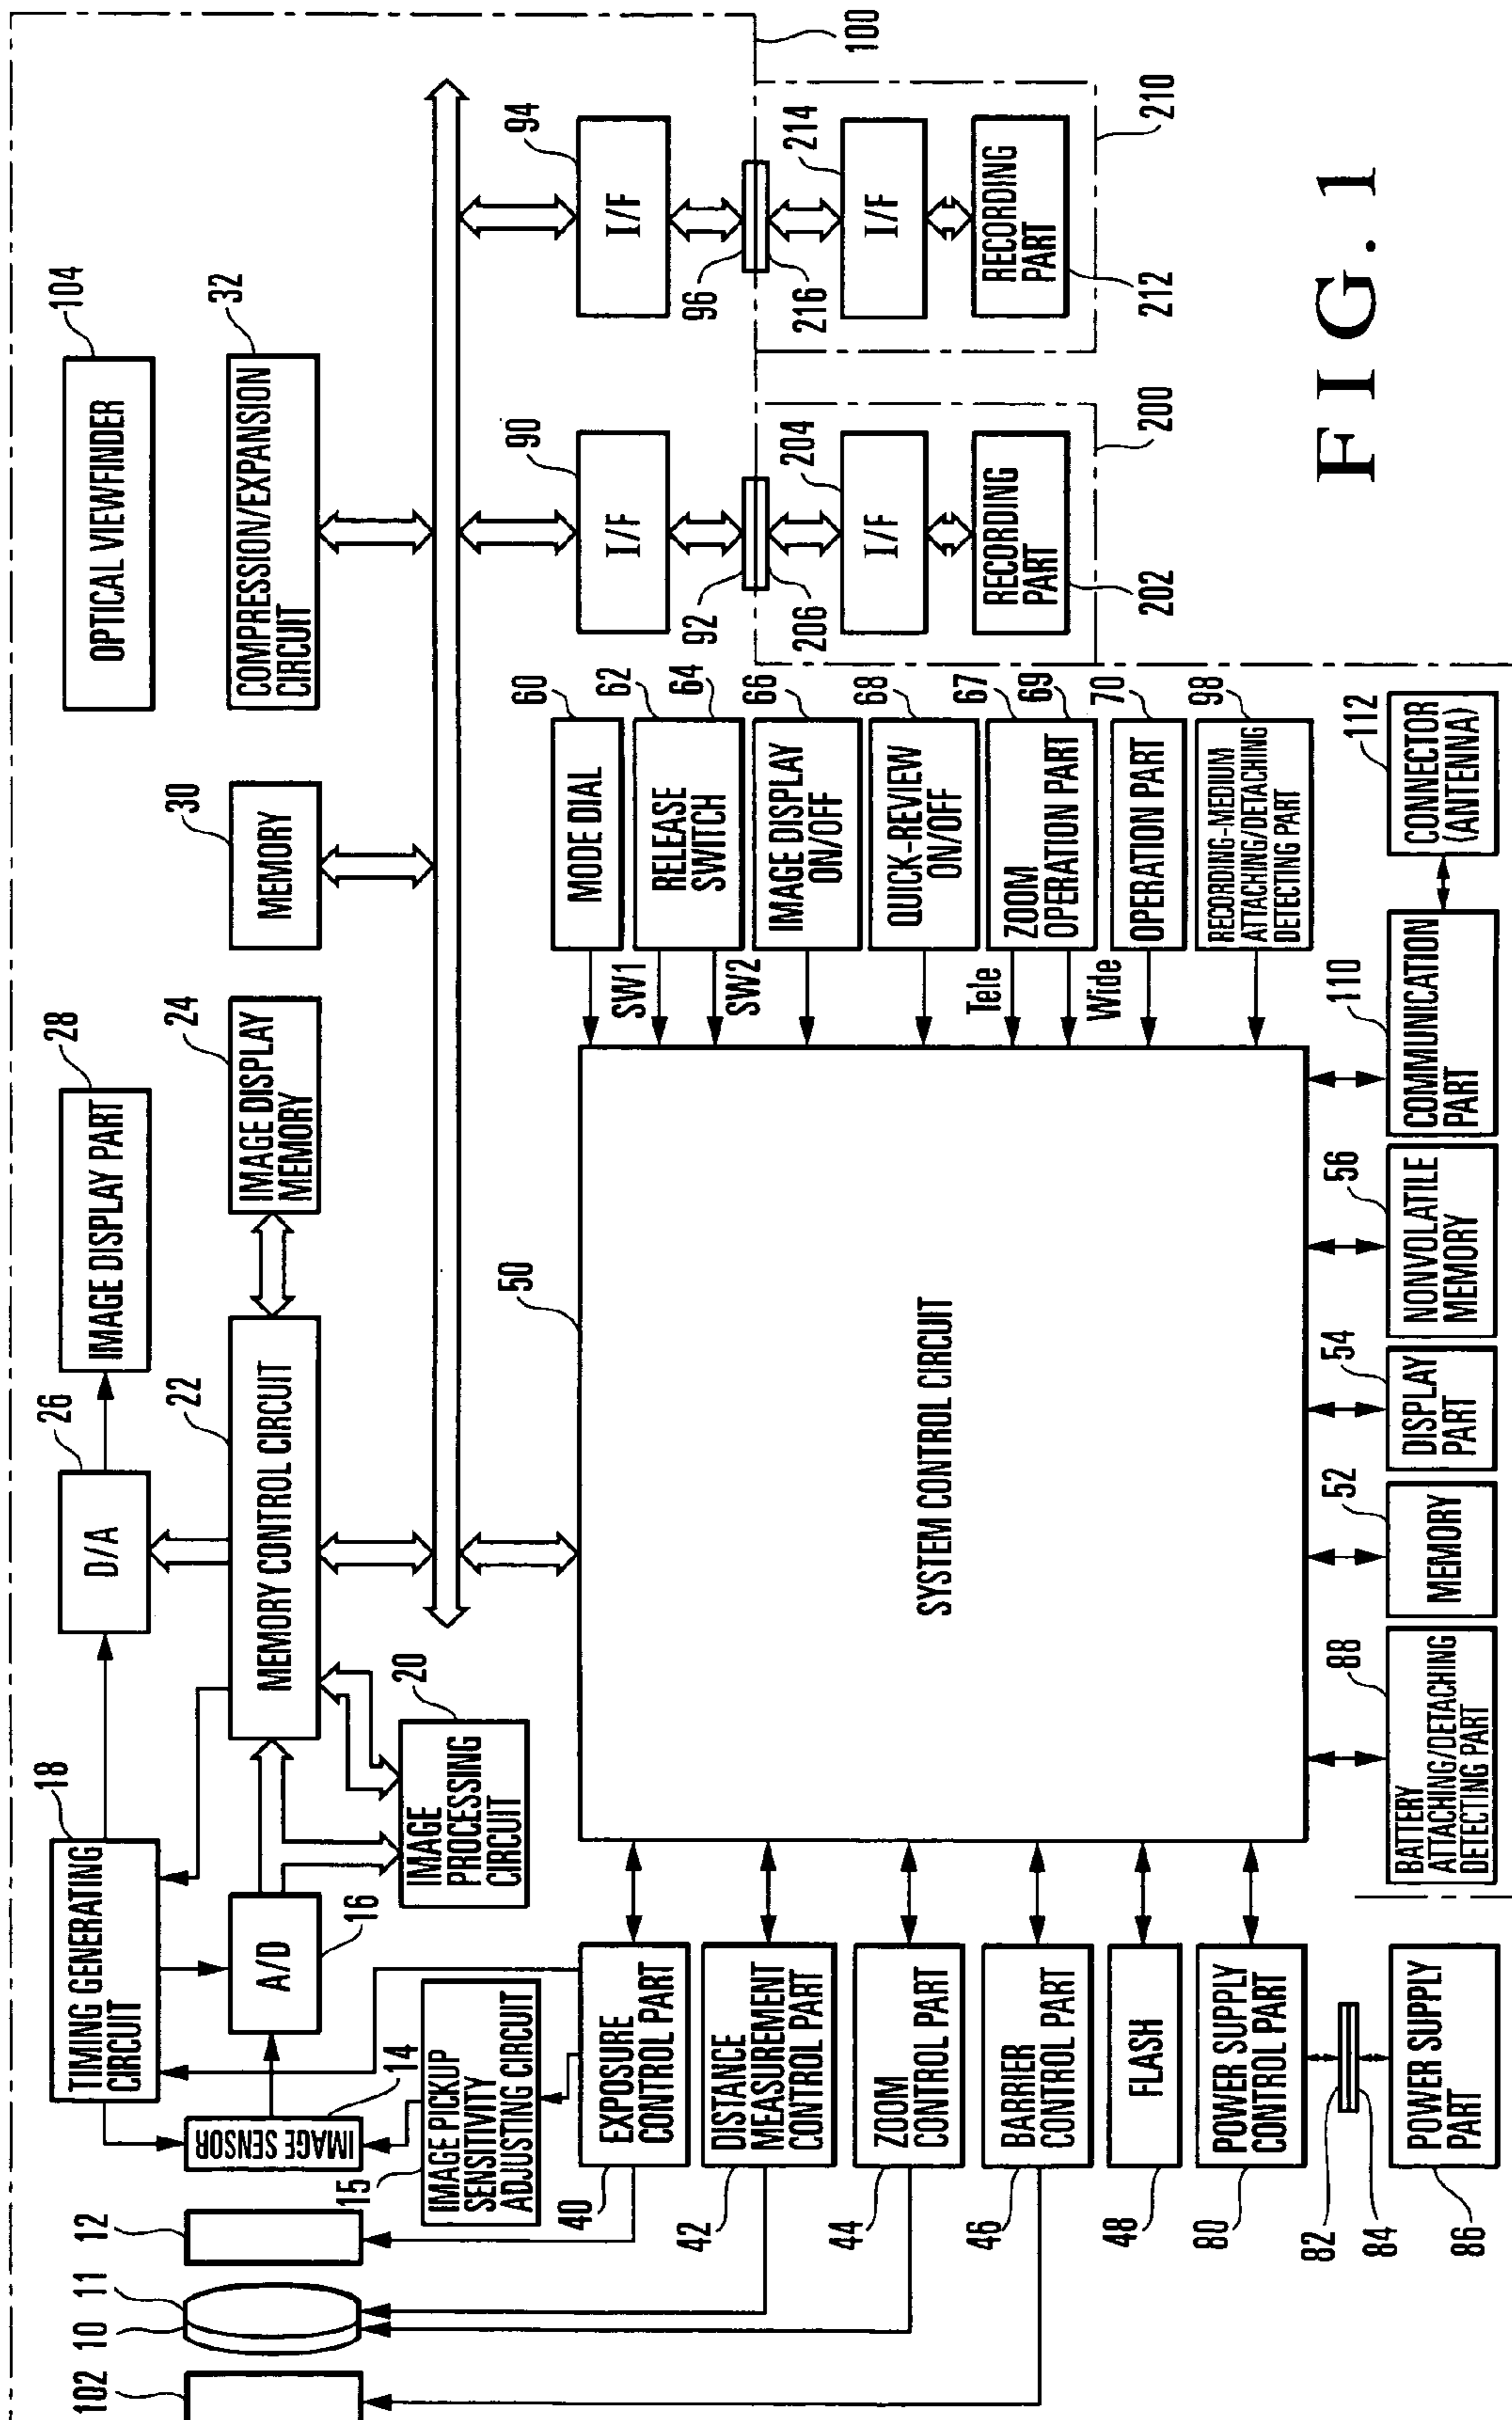 18
TIMING GENERATING
CIRCUIT
26
D/A
28
IMAGE DISPLAY PART
104
OPTICAL VIEWFINDER
102
10
11
12
IMAGE SENSOR
14
A/D
16
22
MEMORY CONTROL CIRCUIT
24
IMAGE DISPLAY
MEMORY
30
MEMORY
32
COMPRESSION/EXPANSION
CIRCUIT
15
IMAGE PICKUP
SENSITIVITY
ADJUSTING CIRCUIT
20
IMAGE
PROCESSING
CIRCUIT
40
EXPOSURE
CONTROL PART
42
DISTANCE
MEASUREMENT
CONTROL PART
44
ZOOM
CONTROL PART
46
BARRIER
CONTROL PART
48
FLASH
80
POWER SUPPLY
CONTROL PART
82
84
86
POWER SUPPLY
PART
50
SYSTEM CONTROL CIRCUIT
60
MODE DIAL
SW1
62
RELEASE
SWITCH
64
SW2
66
IMAGE DISPLAY
ON/OFF
68
QUICK-REVIEW
ON/OFF
Tele
67
ZOOM
OPERATION PART
69
Wide
70
OPERATION PART
98
RECORDING-MEDIUM
ATTACHING/DETACHING
DETECTING PART
88
BATTERY
ATTACHING/DETACHING
DETECTING PART
52
MEMORY
54
DISPLAY
PART
56
NONVOLATILE
MEMORY
110
COMMUNICATION
PART
112
CONNECTOR
(ANTENNA)
90
I/F
92
206
204
I/F
RECORDING
PART
202
200
94
I/F
96
216
214
I/F
RECORDING
PART
212
210
100
FIG. 1